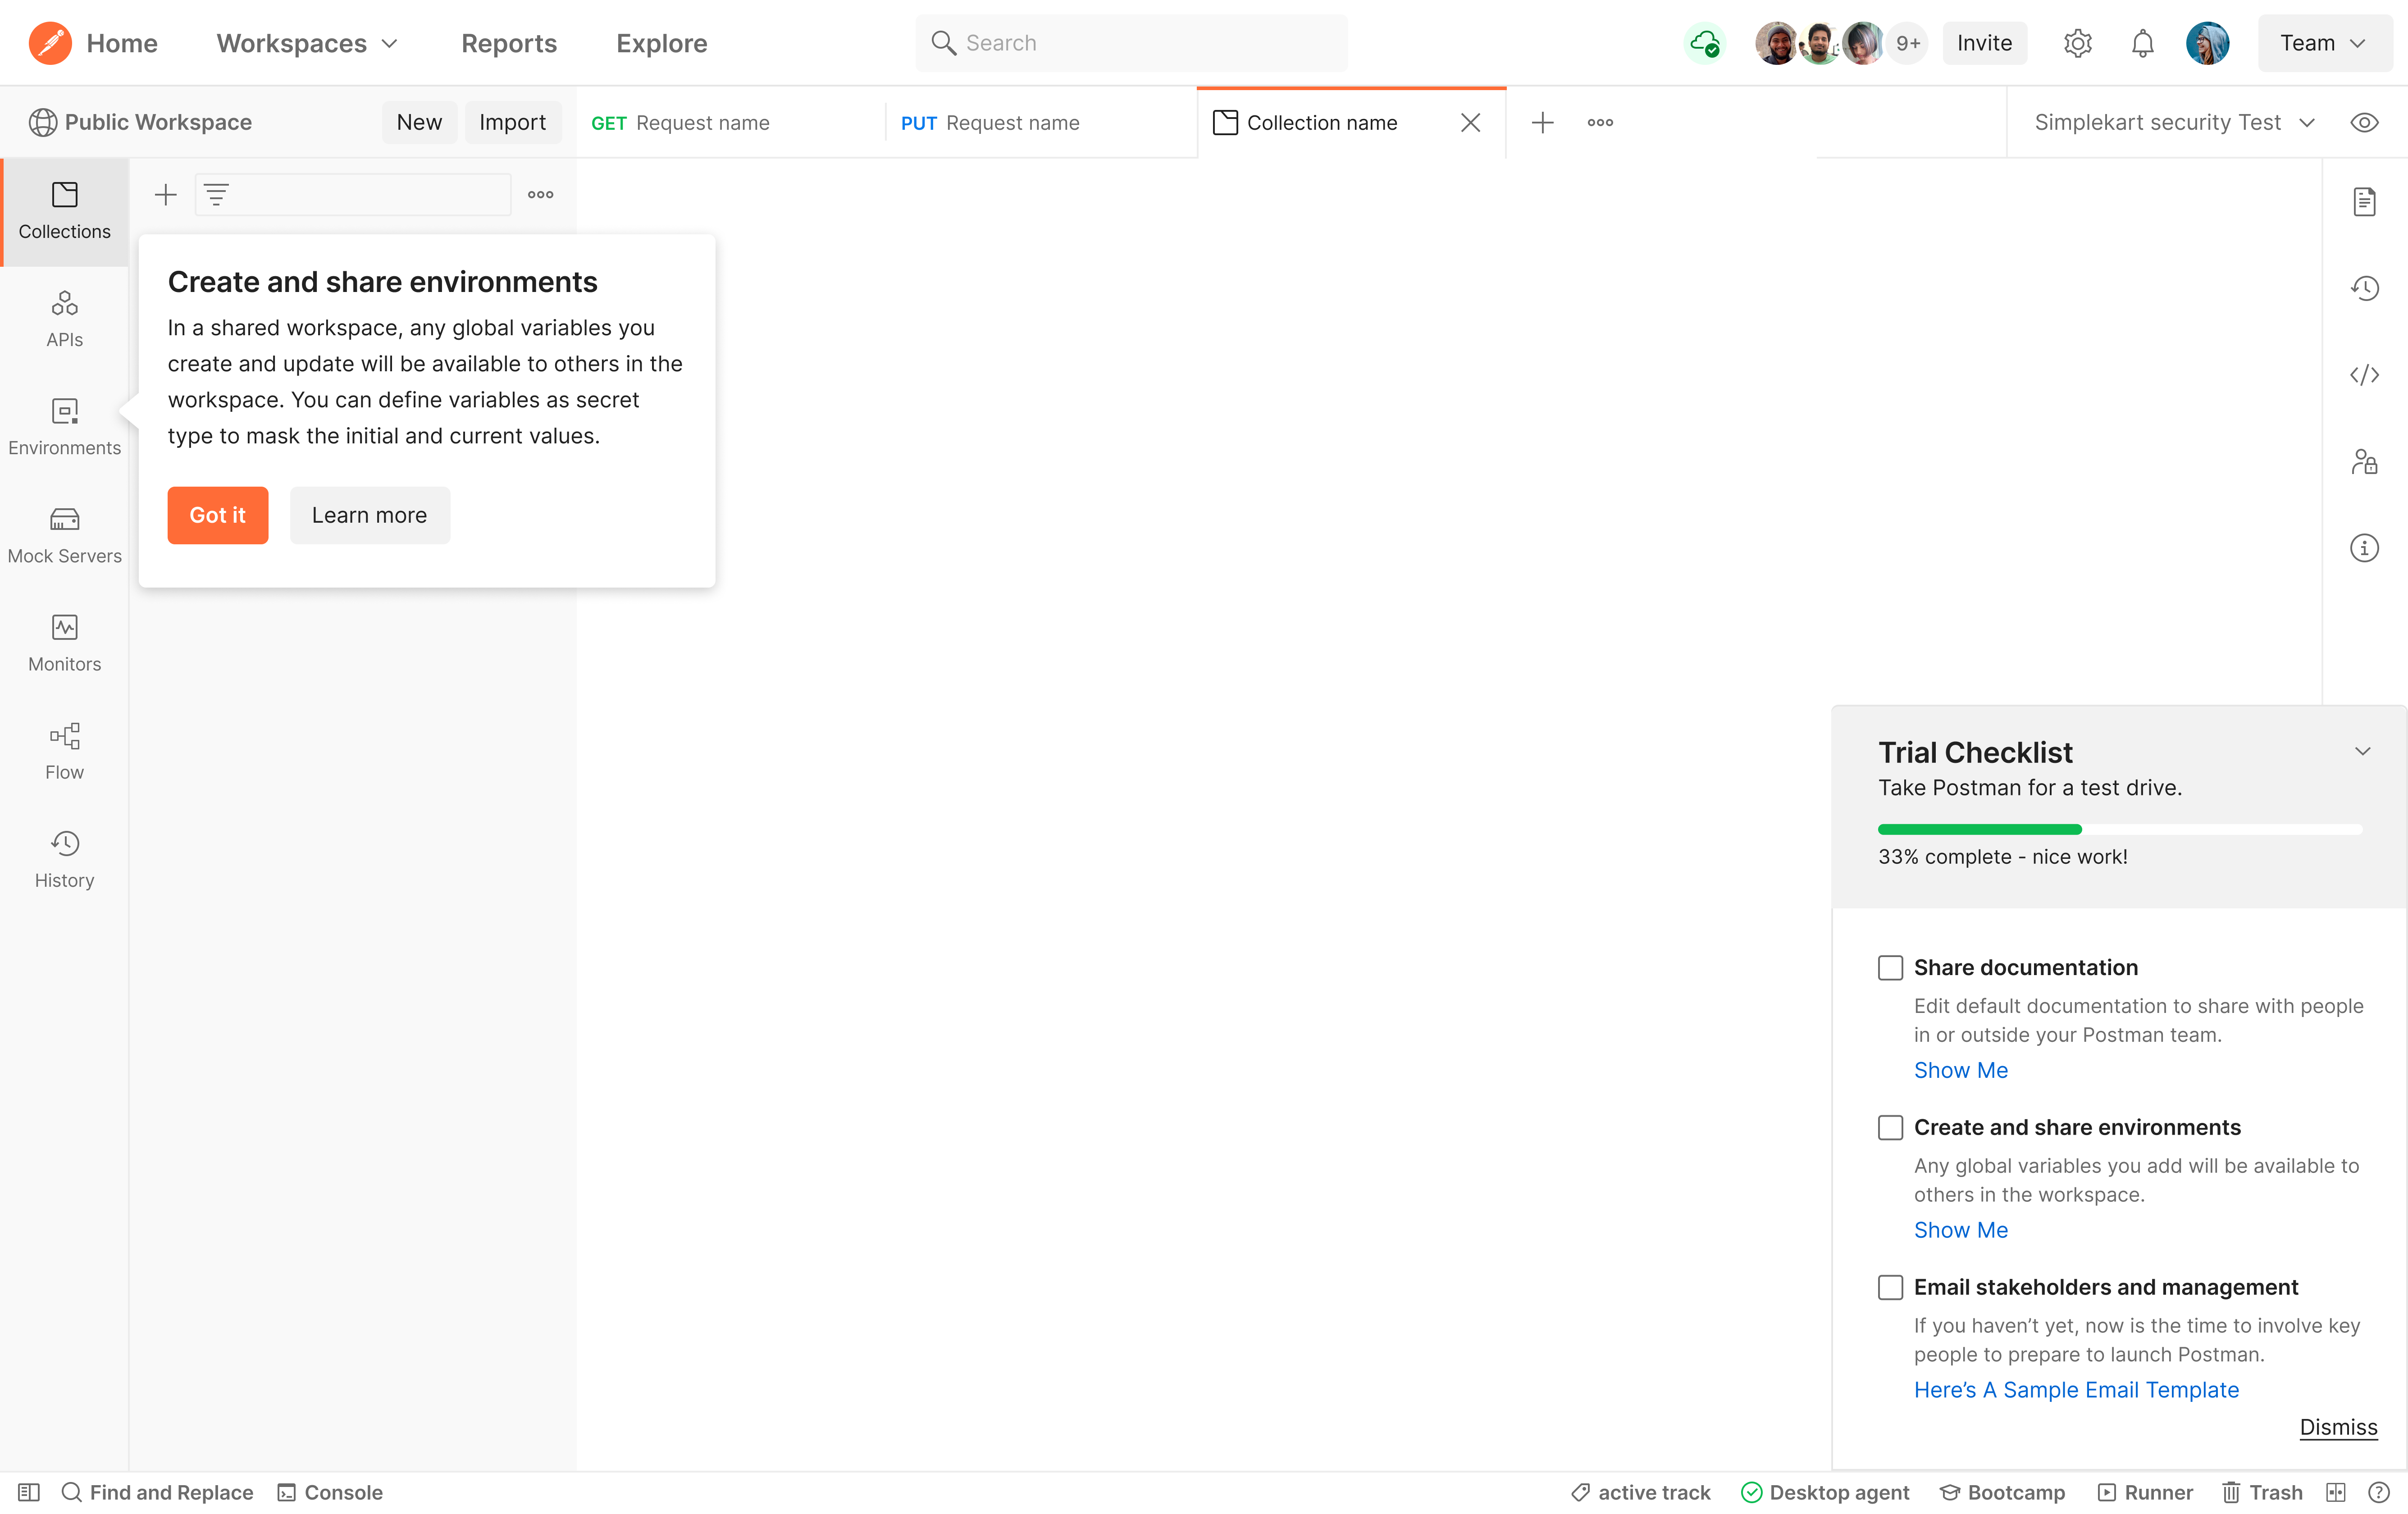 Home
Workspaces
Reports
Explore
Search
9+
Invite
Team
Public Workspace
New
Import
GET Request name
PUT Request name
Collection name
Simplekart security Test
Collections
APIs
Environments
Mock Servers
Monitors
Flow
History
Create and share environments
In a shared workspace, any global variables you
create and update will be available to others in the
workspace. You can define variables as secret
type to mask the initial and current values.
Got it
Learn more
Trial Checklist
Take Postman for a test drive.
33% complete - nice work!
Share documentation
Edit default documentation to share with people
in or outside your Postman team.
Show Me
Create and share environments
Any global variables you add will be available to
others in the workspace.
Show Me
Email stakeholders and management
If you haven’t yet, now is the time to involve key
people to prepare to launch Postman.
Here’s A Sample Email Template
Dismiss
Find and Replace
Console
active track
Desktop agent
Bootcamp
Runner
Trash